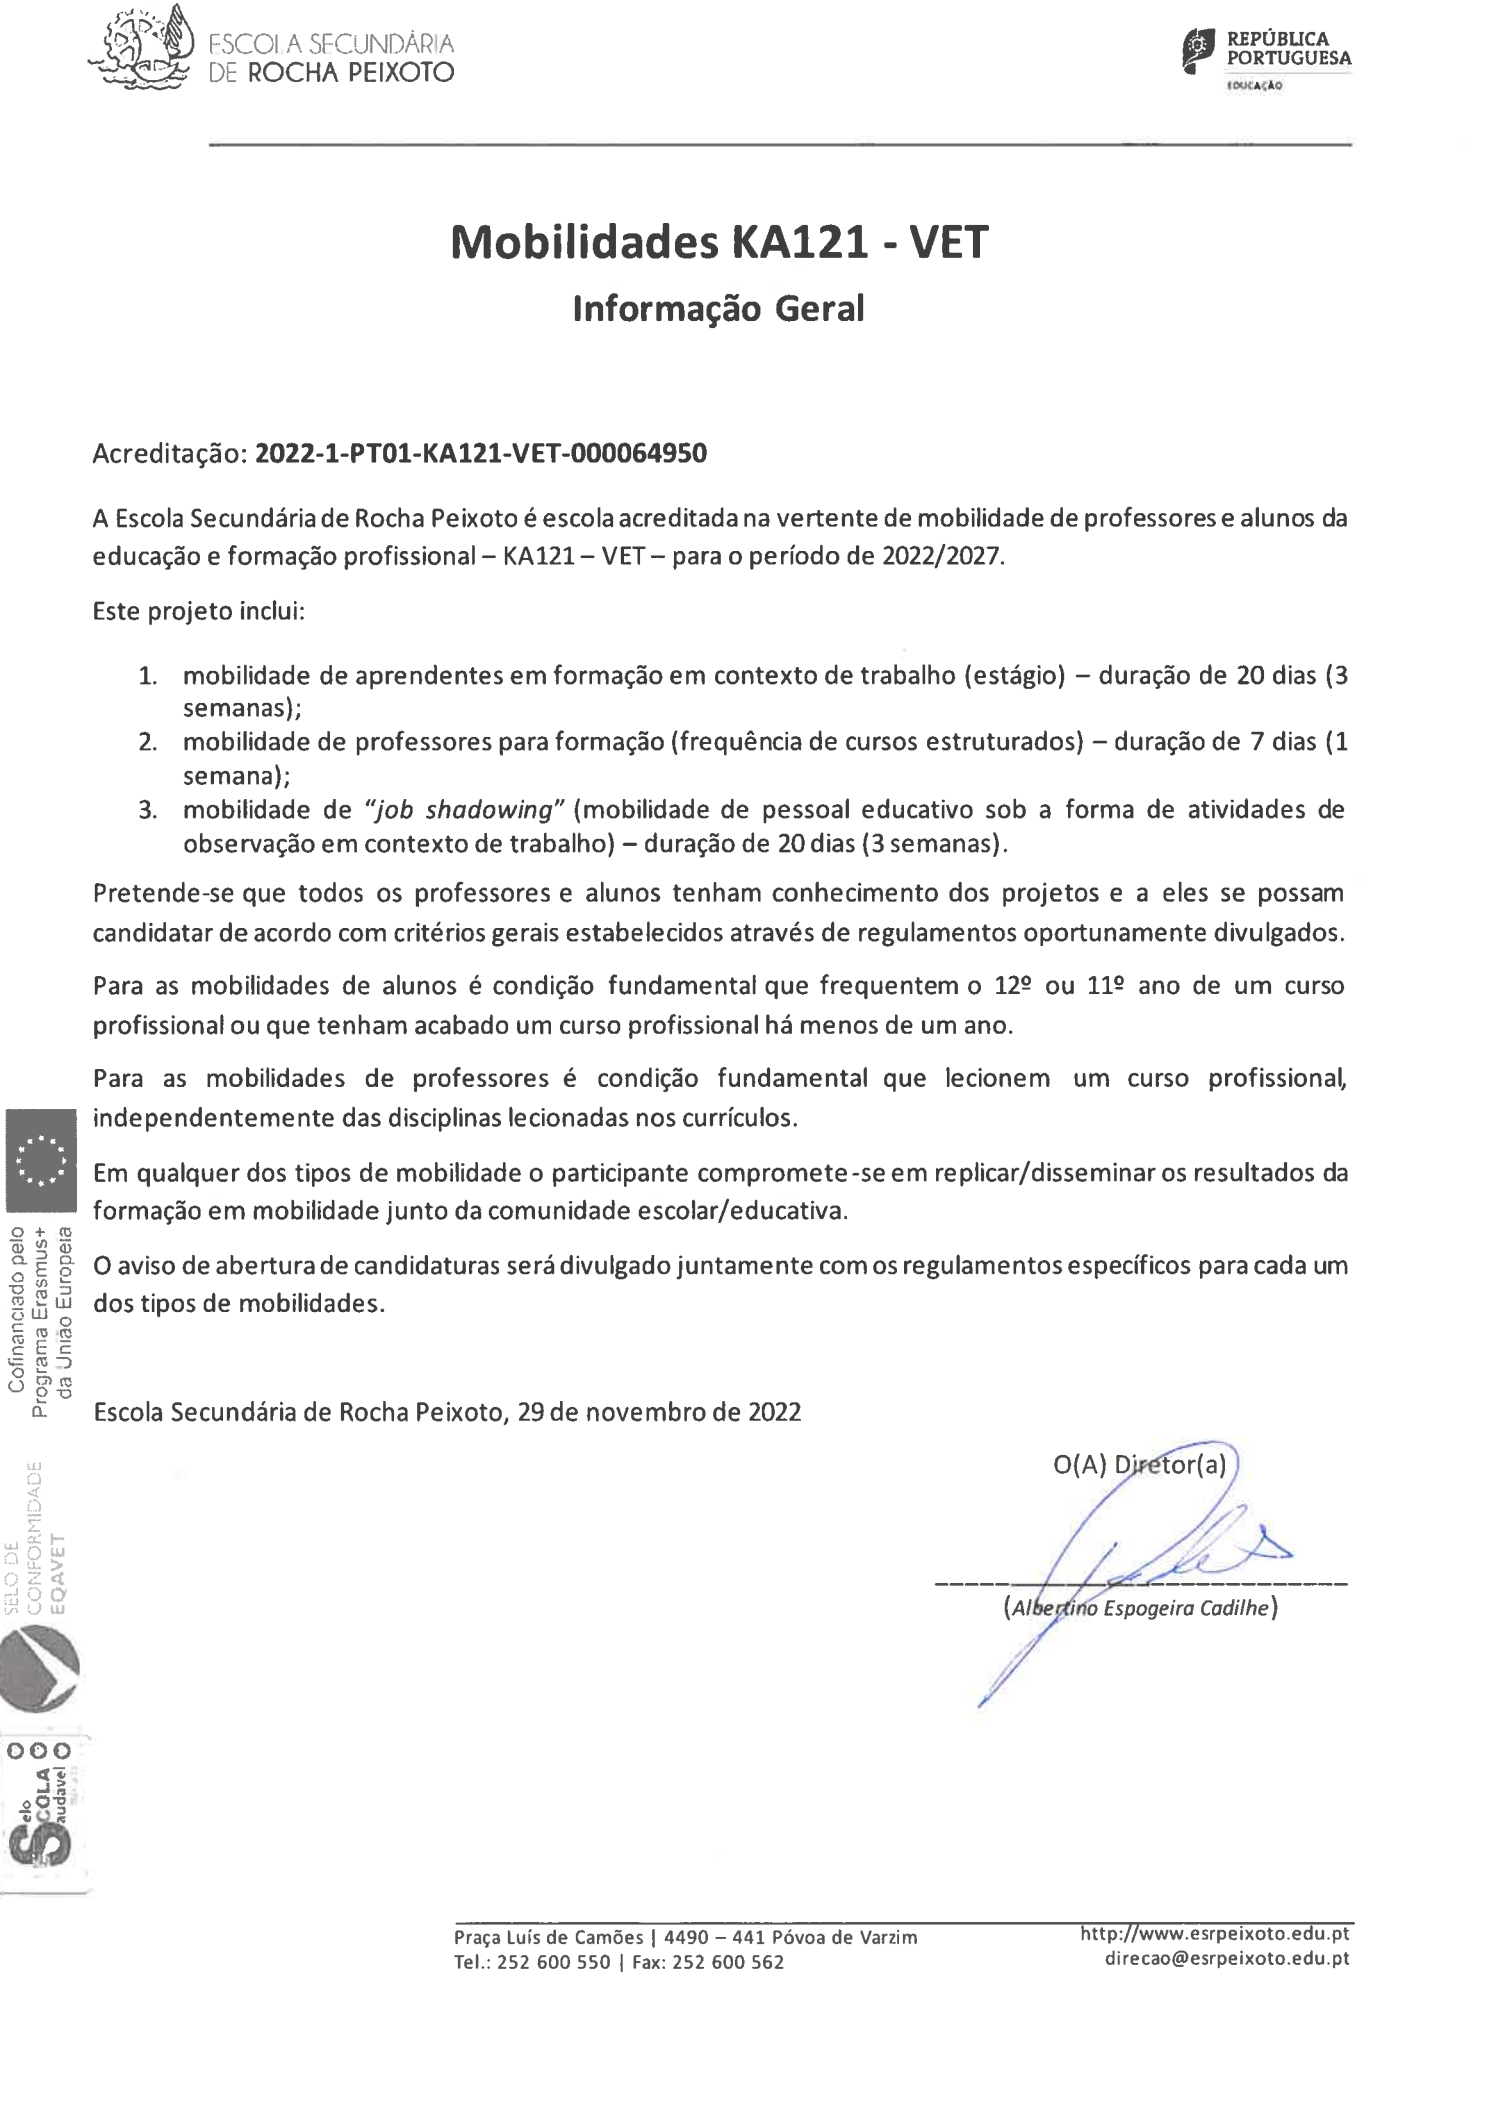 ESCOLA SECUNDÁRIA
DE ROCHA PEIXOTO
REPÚBLICA
PORTUGUESA
EDUCAÇÃO
Mobilidades KA121 - VET
Informação Geral
Acreditação: 2022-1-PT01-KA121-VET-000064950
A Escola Secundária de Rocha Peixoto é escola acreditada na vertente de mobilidade de professores e alunos da
educação e formação profissional – KA121 – VET – para o período de 2022/2027.
Este projeto inclui:
1. mobilidade de aprendentes em formação em contexto de trabalho (estágio) – duração de 20 dias (3
semanas);
2. mobilidade de professores para formação (frequência de cursos estruturados) – duração de 7 dias (1
semana);
3. mobilidade de “job shadowing” (mobilidade de pessoal educativo sob a forma de atividades de
observação em contexto de trabalho) – duração de 20 dias (3 semanas).
Pretende-se que todos os professores e alunos tenham conhecimento dos projetos e a eles se possam
candidatar de acordo com critérios gerais estabelecidos através de regulamentos oportunamente divulgados.
Para as mobilidades de alunos é condição fundamental que frequentem o 12º ou 11º ano de um curso
profissional ou que tenham acabado um curso profissional há menos de um ano.
Para as mobilidades de professores é condição fundamental que lecionem um curso profissional,
independentemente das disciplinas lecionadas nos currículos.
Em qualquer dos tipos de mobilidade o participante compromete-se em replicar/disseminar os resultados da
formação em mobilidade junto da comunidade escolar/educativa.
O aviso de abertura de candidaturas será divulgado juntamente com os regulamentos específicos para cada um
dos tipos de mobilidades.
Escola Secundária de Rocha Peixoto, 29 de novembro de 2022
O(A) Diretor(a)
(Albertino Espogeira Cadilhe)
Cofinanciado pelo
Programa Erasmus+
da União Europeia
SELO DE
CONFORMIDADE
EQAVET
Selo
ESCOLA
Saudável
Praça Luís de Camões | 4490 – 441 Póvoa de Varzim
Tel.: 252 600 550 | Fax: 252 600 562
http://www.esrpeixoto.edu.pt
direcao@esrpeixoto.edu.pt